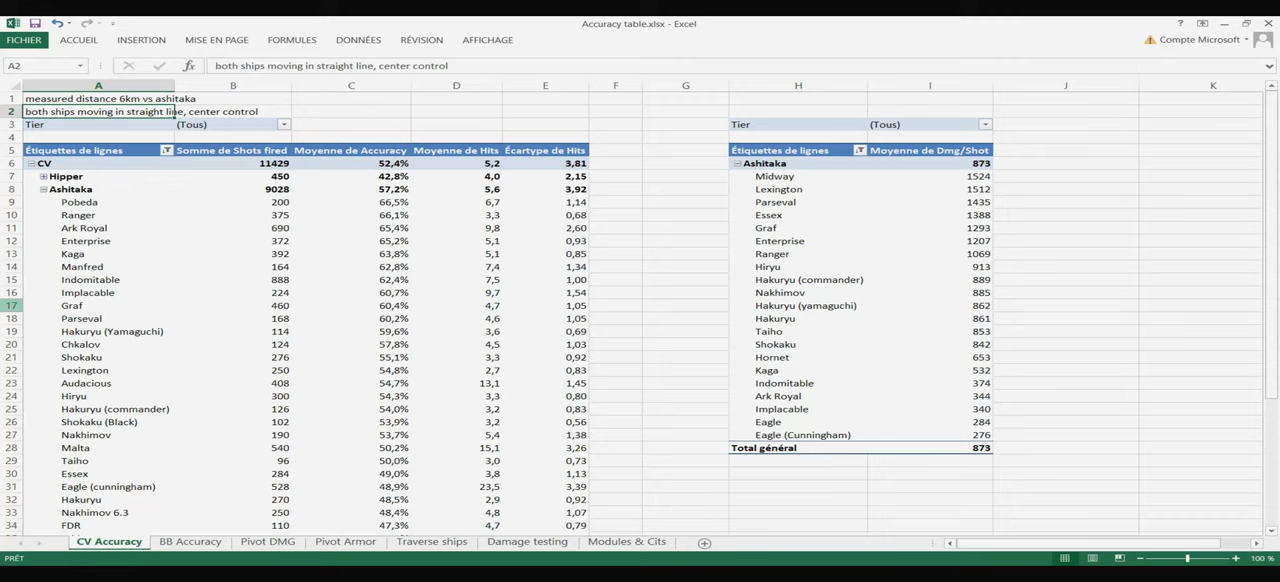 Accuracy table.xlsx - Excel
FICHIER ACCUEIL INSERTION MISE EN PAGE FORMULES DONNÉES RÉVISION AFFICHAGE Compte Microsoft
A2 fx both ships moving in straight line, center control
A B C D E F G H I J K
1 measured distance 6km vs ashitaka
2 both ships moving in straight line, center control
3 Tier (Tous) Tier (Tous)
4
5 Étiquettes de lignes Somme de Shots fired Moyenne de Accuracy Moyenne de Hits Écartype de Hits Étiquettes de lignes Moyenne de Dmg/Shot
6 CV 11429 52,4% 5,2 3,81 Ashitaka 873
7 Hipper 450 42,8% 4,0 2,15 Midway 1524
8 Ashitaka 9028 57,2% 5,6 3,92 Lexington 1512
9 Pobeda 200 66,5% 6,7 1,14 Parseval 1435
10 Ranger 375 66,1% 3,3 0,68 Essex 1388
11 Ark Royal 690 65,4% 9,8 2,60 Graf 1293
12 Enterprise 372 65,2% 5,1 0,93 Enterprise 1207
13 Kaga 392 63,8% 5,1 0,85 Ranger 1069
14 Manfred 164 62,8% 7,4 1,34 Hiryu 913
15 Indomitable 888 62,4% 7,5 1,00 Hakuryu (commander) 889
16 Implacable 224 60,7% 9,7 1,54 Nakhimov 885
17 Graf 460 60,4% 4,7 1,05 Hakuryu (yamaguchi) 862
18 Parseval 168 60,2% 4,6 1,05 Hakuryu 861
19 Hakuryu (Yamaguchi) 114 59,6% 3,6 0,69 Taiho 853
20 Chkalov 124 57,8% 4,5 1,03 Shokaku 842
21 Shokaku 276 55,1% 3,3 0,92 Hornet 653
22 Lexington 250 54,8% 2,7 0,83 Kaga 532
23 Audacious 408 54,7% 13,1 1,45 Indomitable 374
24 Hiryu 300 54,3% 3,3 0,80 Ark Royal 344
25 Hakuryu (commander) 126 54,0% 3,2 0,83 Implacable 340
26 Shokaku (Black) 102 53,9% 3,2 0,56 Eagle 284
27 Nakhimov 190 53,7% 5,4 1,38 Eagle (Cunningham) 276
28 Malta 540 50,2% 15,1 3,26 Total général 873
29 Taiho 96 50,0% 3,0 0,73
30 Essex 284 49,0% 3,8 1,13
31 Eagle (cunningham) 528 48,9% 23,5 3,39
32 Hakuryu 270 48,5% 2,9 0,92
33 Nakhimov 6.3 250 48,4% 4,8 1,07
34 FDR 110 47,3% 4,7 0,79
CV Accuracy BB Accuracy Pivot DMG Pivot Armor Traverse ships Damage testing Modules & Cits
PRÊT 100 %